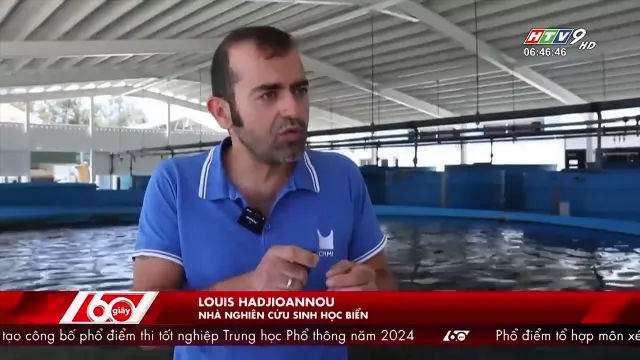 HTV9 HD
06:46:46
CMMI
LOUIS HADJIOANNOU
NHÀ NGHIÊN CỨU SINH HỌC BIỂN
60 giây
tạo công bố phổ điểm thi tốt nghiệp Trung học Phổ thông năm 2024 60 Phổ điểm tổ hợp môn xé